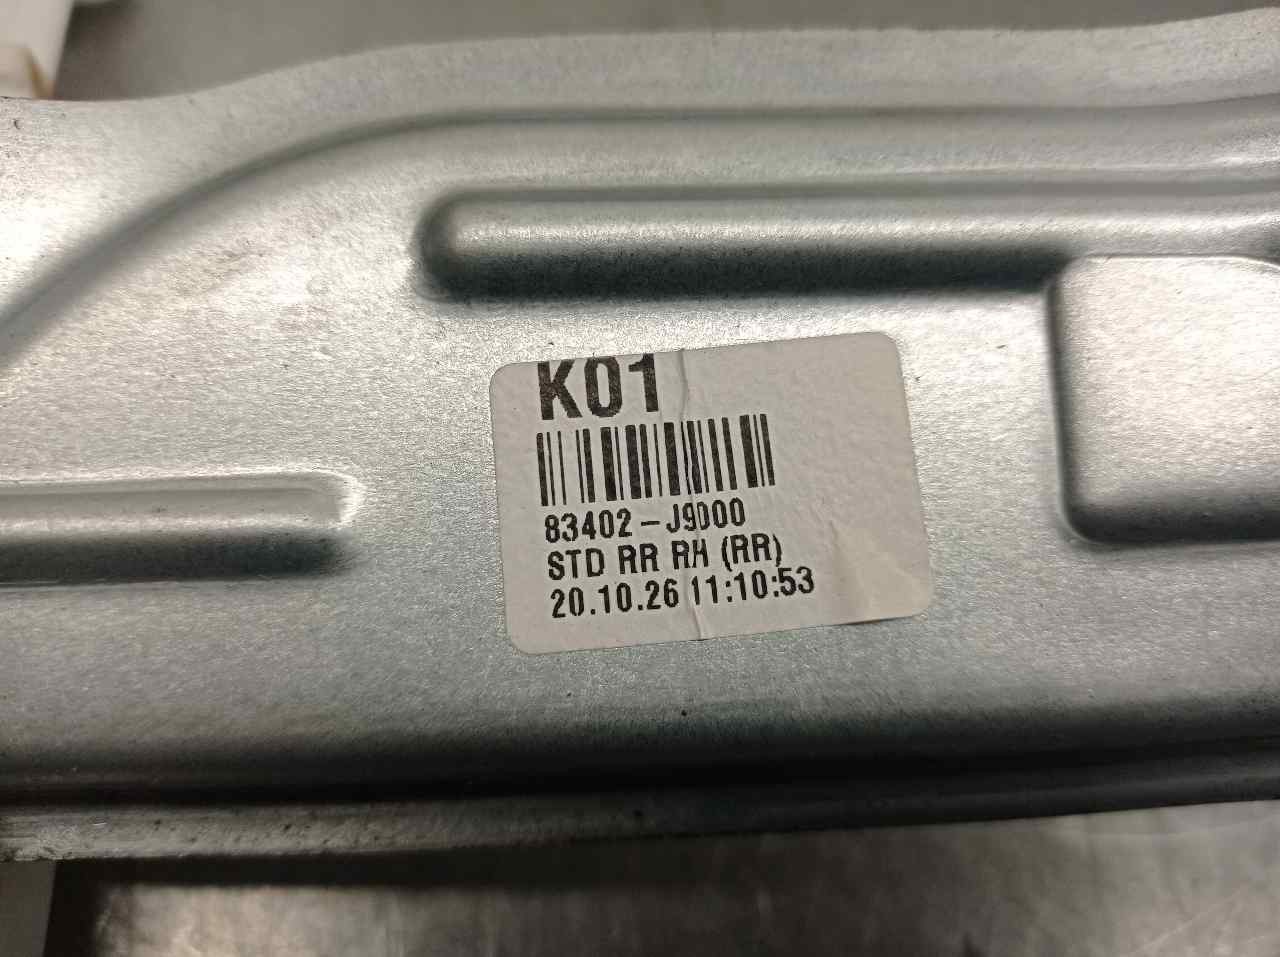 K01
83402-J9000
STD RR RH (RR)
20.10.26 11:10:53